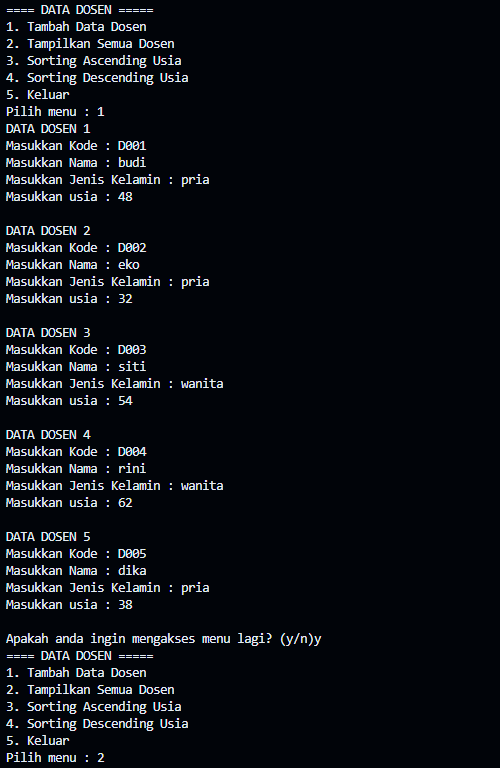 ==== DATA DOSEN =====
1. Tambah Data Dosen
2. Tampilkan Semua Dosen
3. Sorting Ascending Usia
4. Sorting Descending Usia
5. Keluar
Pilih menu : 1
DATA DOSEN 1
Masukkan Kode : D001
Masukkan Nama : budi
Masukkan Jenis Kelamin : pria
Masukkan usia : 48

DATA DOSEN 2
Masukkan Kode : D002
Masukkan Nama : eko
Masukkan Jenis Kelamin : pria
Masukkan usia : 32

DATA DOSEN 3
Masukkan Kode : D003
Masukkan Nama : siti
Masukkan Jenis Kelamin : wanita
Masukkan usia : 54

DATA DOSEN 4
Masukkan Kode : D004
Masukkan Nama : rini
Masukkan Jenis Kelamin : wanita
Masukkan usia : 62

DATA DOSEN 5
Masukkan Kode : D005
Masukkan Nama : dika
Masukkan Jenis Kelamin : pria
Masukkan usia : 38

Apakah anda ingin mengakses menu lagi? (y/n)y
==== DATA DOSEN =====
1. Tambah Data Dosen
2. Tampilkan Semua Dosen
3. Sorting Ascending Usia
4. Sorting Descending Usia
5. Keluar
Pilih menu : 2